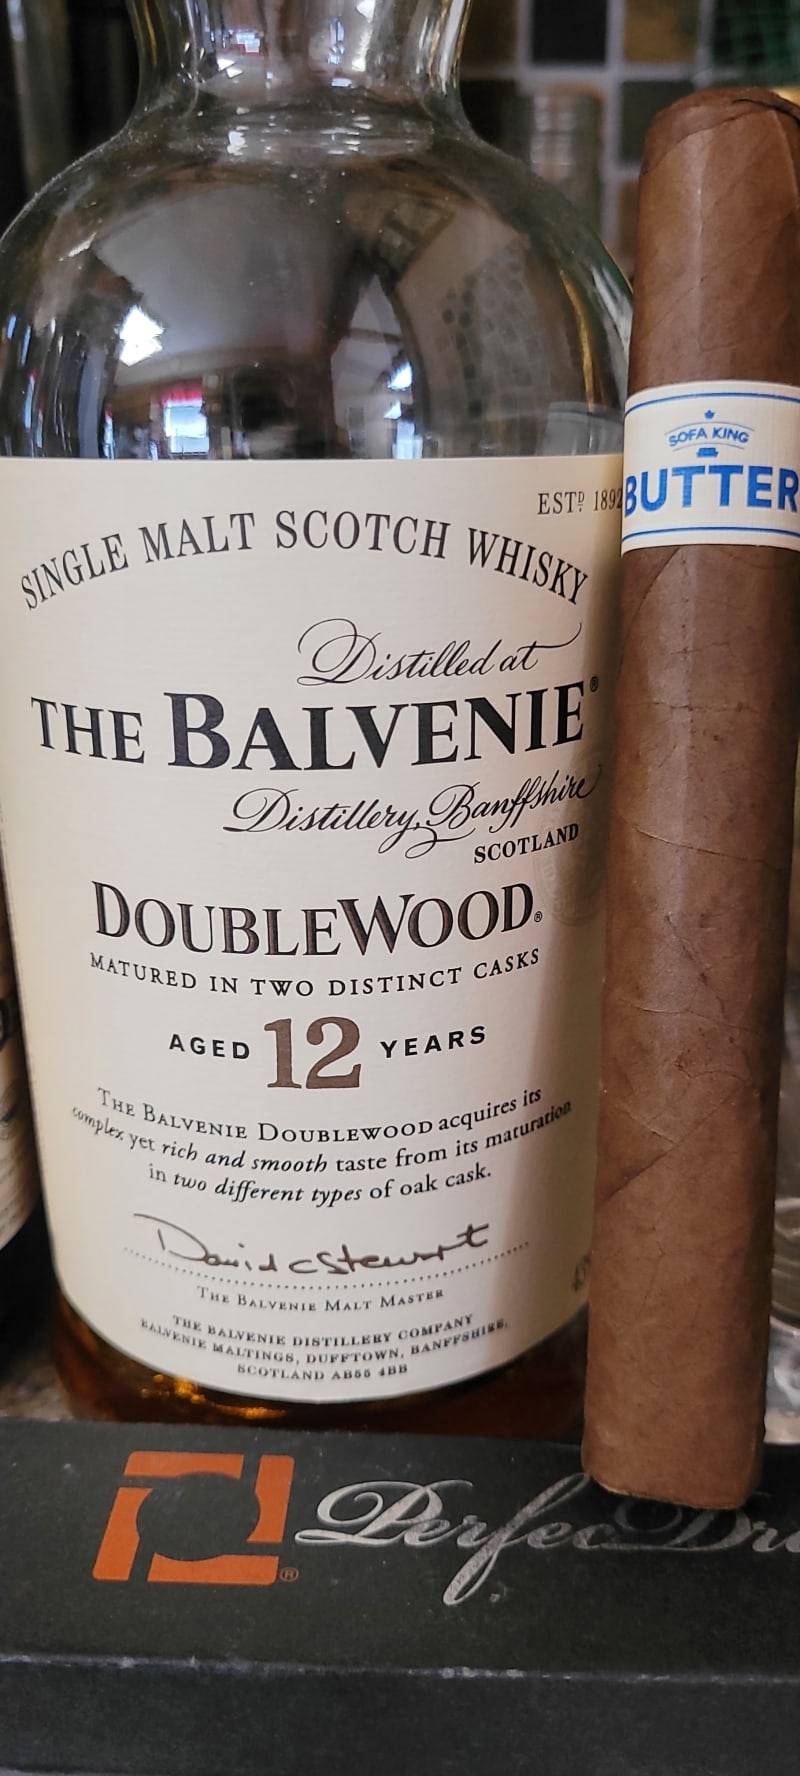 ESTD. 1892
SINGLE MALT SCOTCH WHISKY
Distilled at
THE BALVENIE®
Distillery, Banffshire
SCOTLAND
DOUBLEWOOD®
MATURED IN TWO DISTINCT CASKS
AGED 12 YEARS
THE BALVENIE DOUBLEWOOD acquires its
complex yet rich and smooth taste from its maturation
in two different types of oak cask.
David C Stewart
THE BALVENIE MALT MASTER
THE BALVENIE DISTILLERY COMPANY
BALVENIE MALTINGS, DUFFTOWN, BANFFSHIRE,
SCOTLAND AB55 4BB
SOFA KING
BUTTER
®